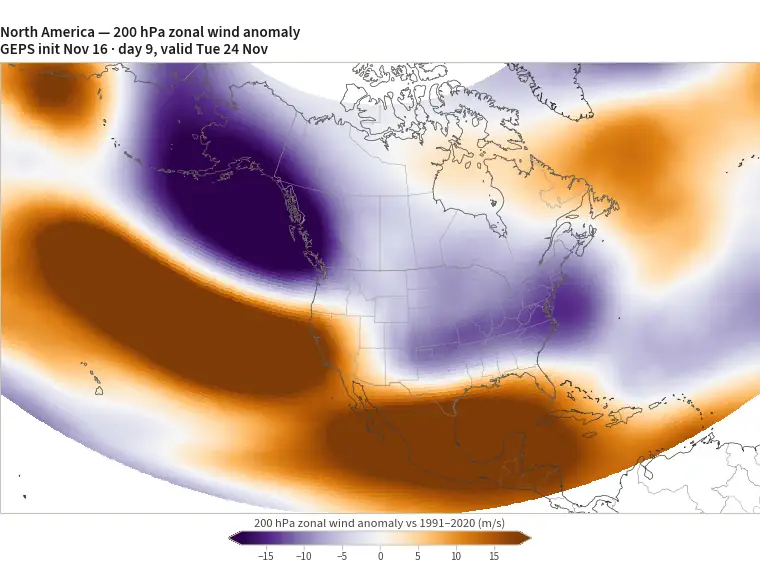 North America — 200 hPa zonal wind anomaly
GEPS init Nov 16 · day 9, valid Tue 24 Nov
200 hPa zonal wind anomaly vs 1991–2020 (m/s)
−15 −10 −5 0 5 10 15